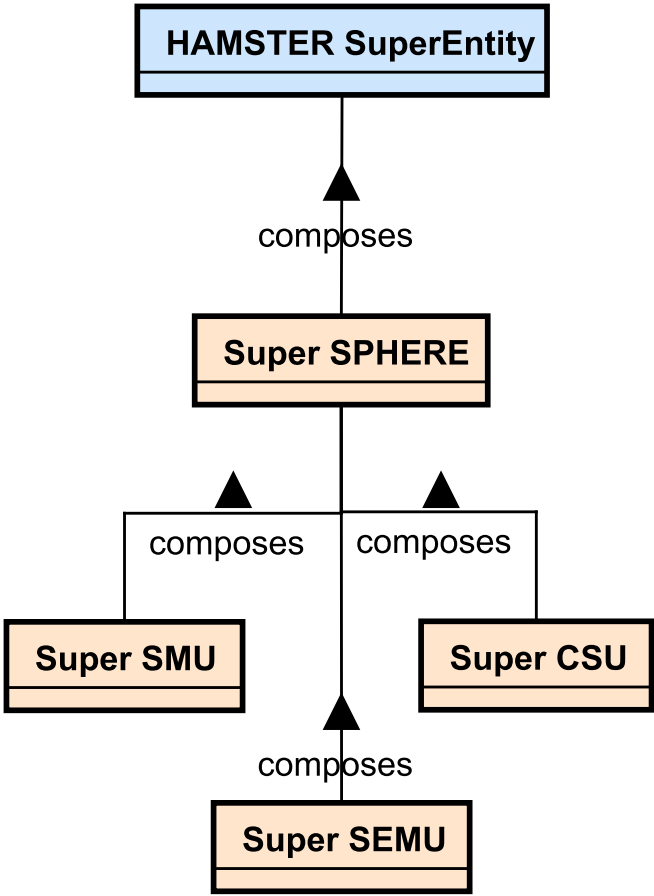 HAMSTER SuperEntity
composes
Super SPHERE
composes
composes
Super SMU
Super CSU
composes
Super SEMU